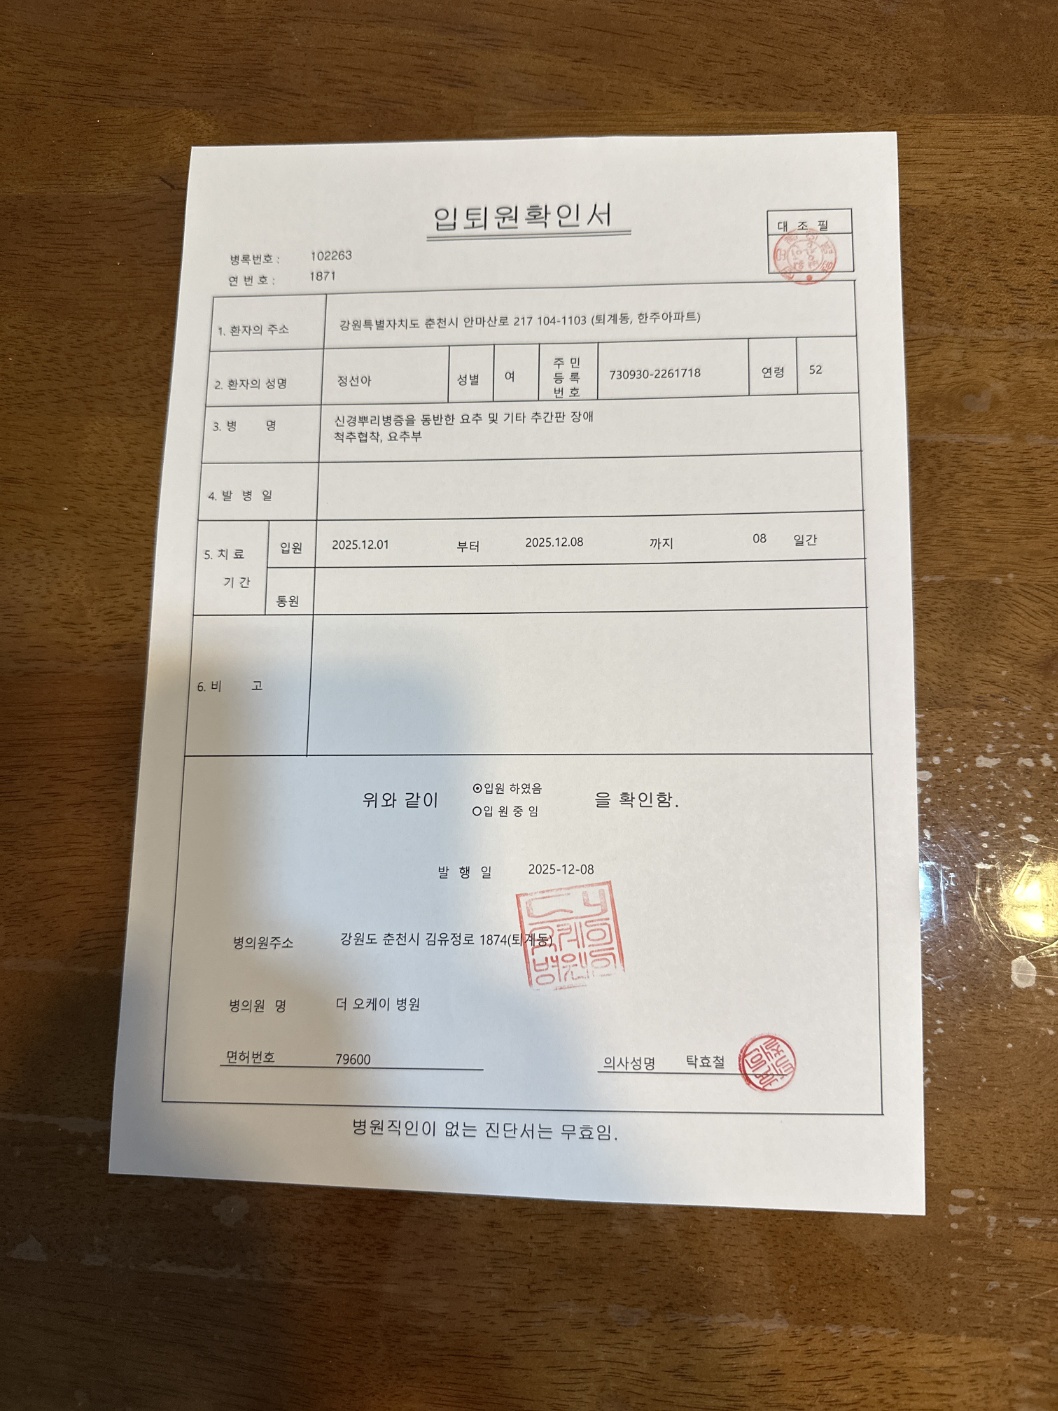 입퇴원확인서
대 조 필
병록번호 : 102263
연 번 호 : 1871
1. 환자의 주소 강원특별자치도 춘천시 안마산로 217 104-1103 (퇴계동, 한주아파트)
2. 환자의 성명 정선아 성별 여 주 민 등 록 번 호 730930-2261718 연령 52
3. 병 명 신경뿌리병증을 동반한 요추 및 기타 추간판 장애
척추협착, 요추부
4. 발 병 일
5. 치 료 기 간 입원 2025.12.01 부터 2025.12.08 까지 08 일간
통원
6. 비 고
위와 같이 ⊙입원 하였음 을 확인함.
○입 원 중 임
발 행 일 2025-12-08
병의원주소 강원도 춘천시 김유정로 1874(퇴계동)
병의원 명 더 오케이 병원
면허번호 79600 의사성명 탁효철
병원직인이 없는 진단서는 무효임.